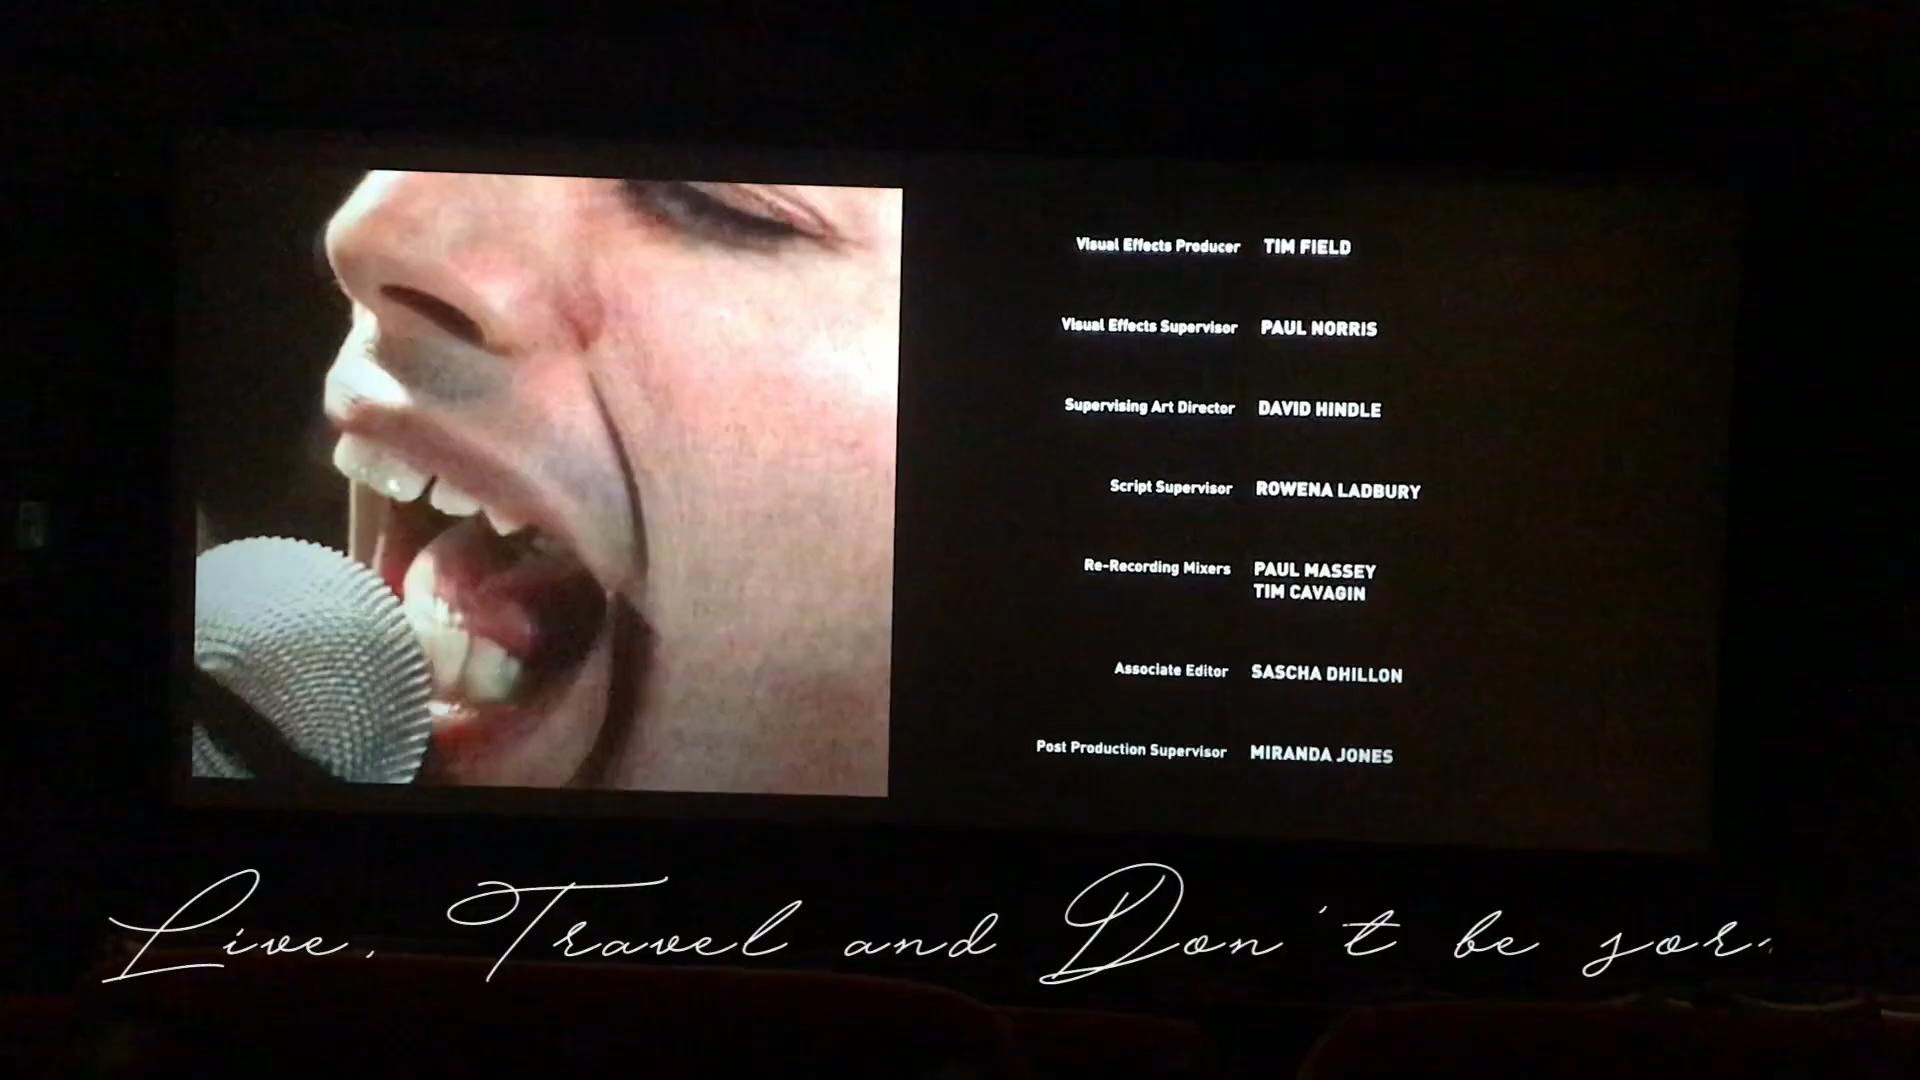 Visual Effects Producer TIM FIELD
Visual Effects Supervisor PAUL NORRIS
Supervising Art Director DAVID HINDLE
Script Supervisor ROWENA LADBURY
Re-Recording Mixers PAUL MASSEY
TIM CAVAGIN
Associate Editor SASCHA DHILLON
Post Production Supervisor MIRANDA JONES
Live, Travel and Don't be sor